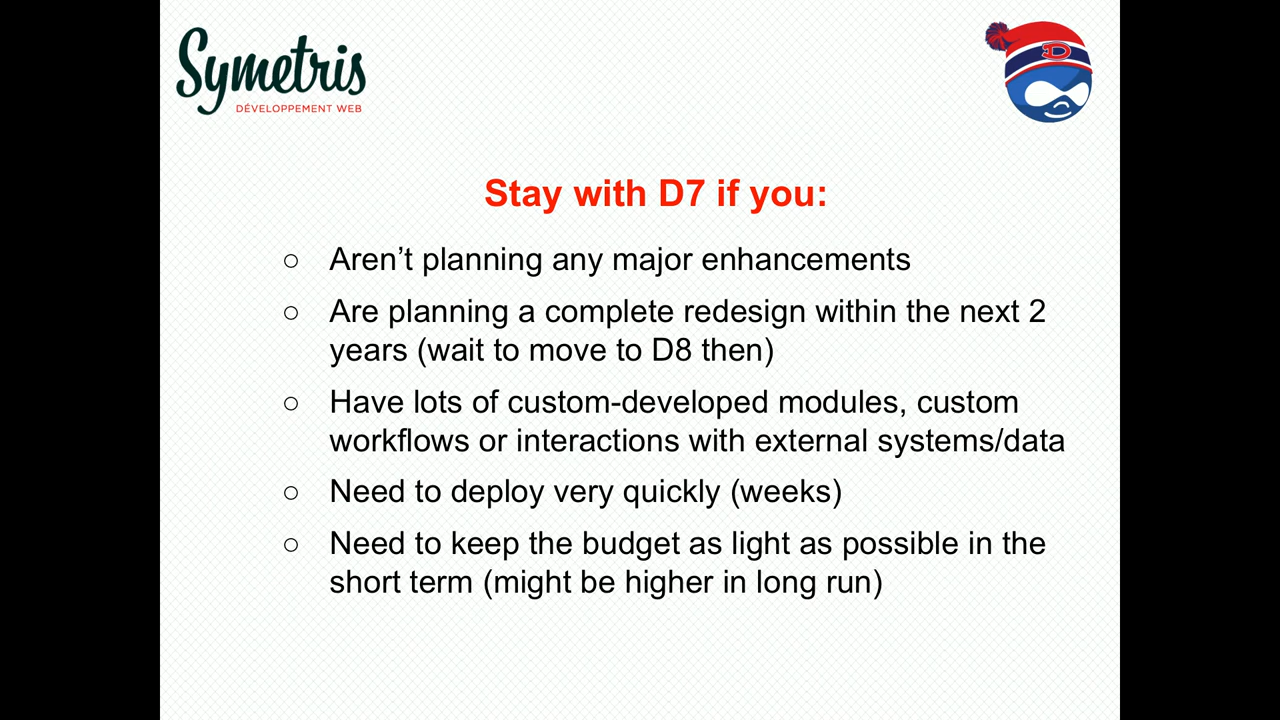 Symetris
DÉVELOPPEMENT WEB
D
Stay with D7 if you:
○ Aren’t planning any major enhancements
○ Are planning a complete redesign within the next 2
years (wait to move to D8 then)
○ Have lots of custom-developed modules, custom
workflows or interactions with external systems/data
○ Need to deploy very quickly (weeks)
○ Need to keep the budget as light as possible in the
short term (might be higher in long run)